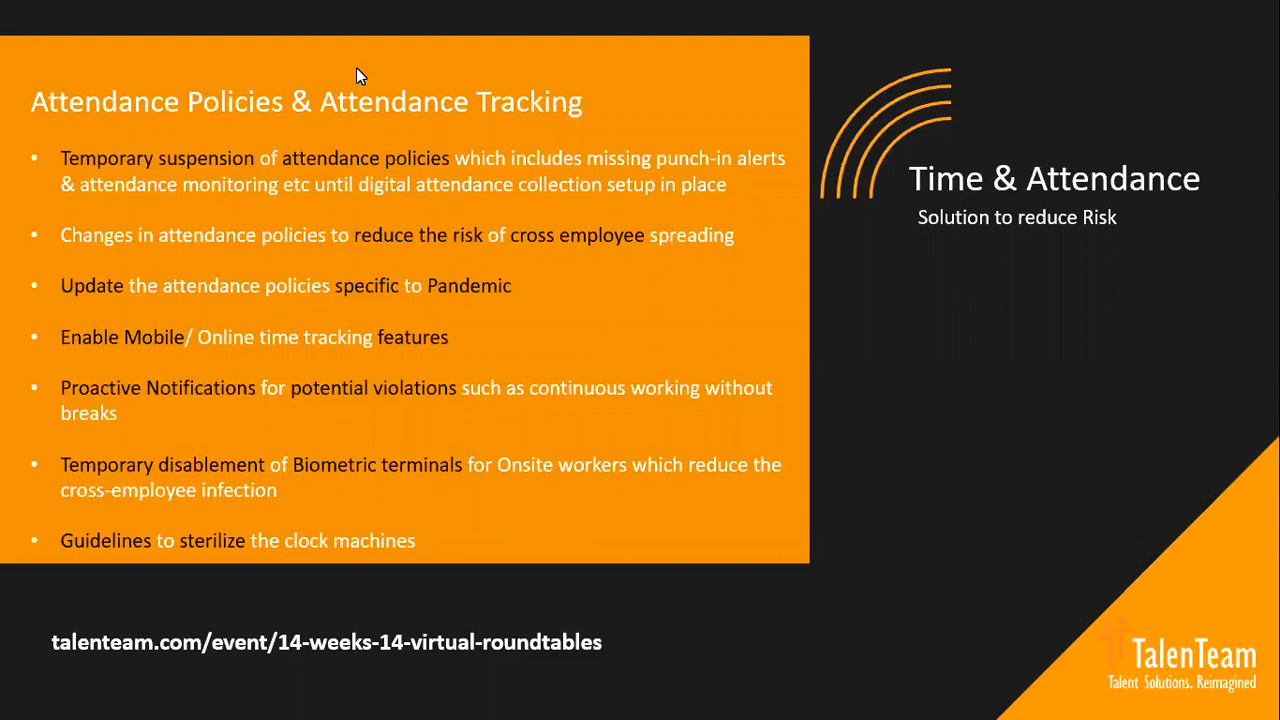 Attendance Policies & Attendance Tracking
• Temporary suspension of attendance policies which includes missing punch-in alerts
& attendance monitoring etc until digital attendance collection setup in place
• Changes in attendance policies to reduce the risk of cross employee spreading
• Update the attendance policies specific to Pandemic
• Enable Mobile/ Online time tracking features
• Proactive Notifications for potential violations such as continuous working without
breaks
• Temporary disablement of Biometric terminals for Onsite workers which reduce the
cross-employee infection
• Guidelines to sterilize the clock machines
Time & Attendance
Solution to reduce Risk
talenteam.com/event/14-weeks-14-virtual-roundtables
TalenTeam
Talent Solutions. Reimagined